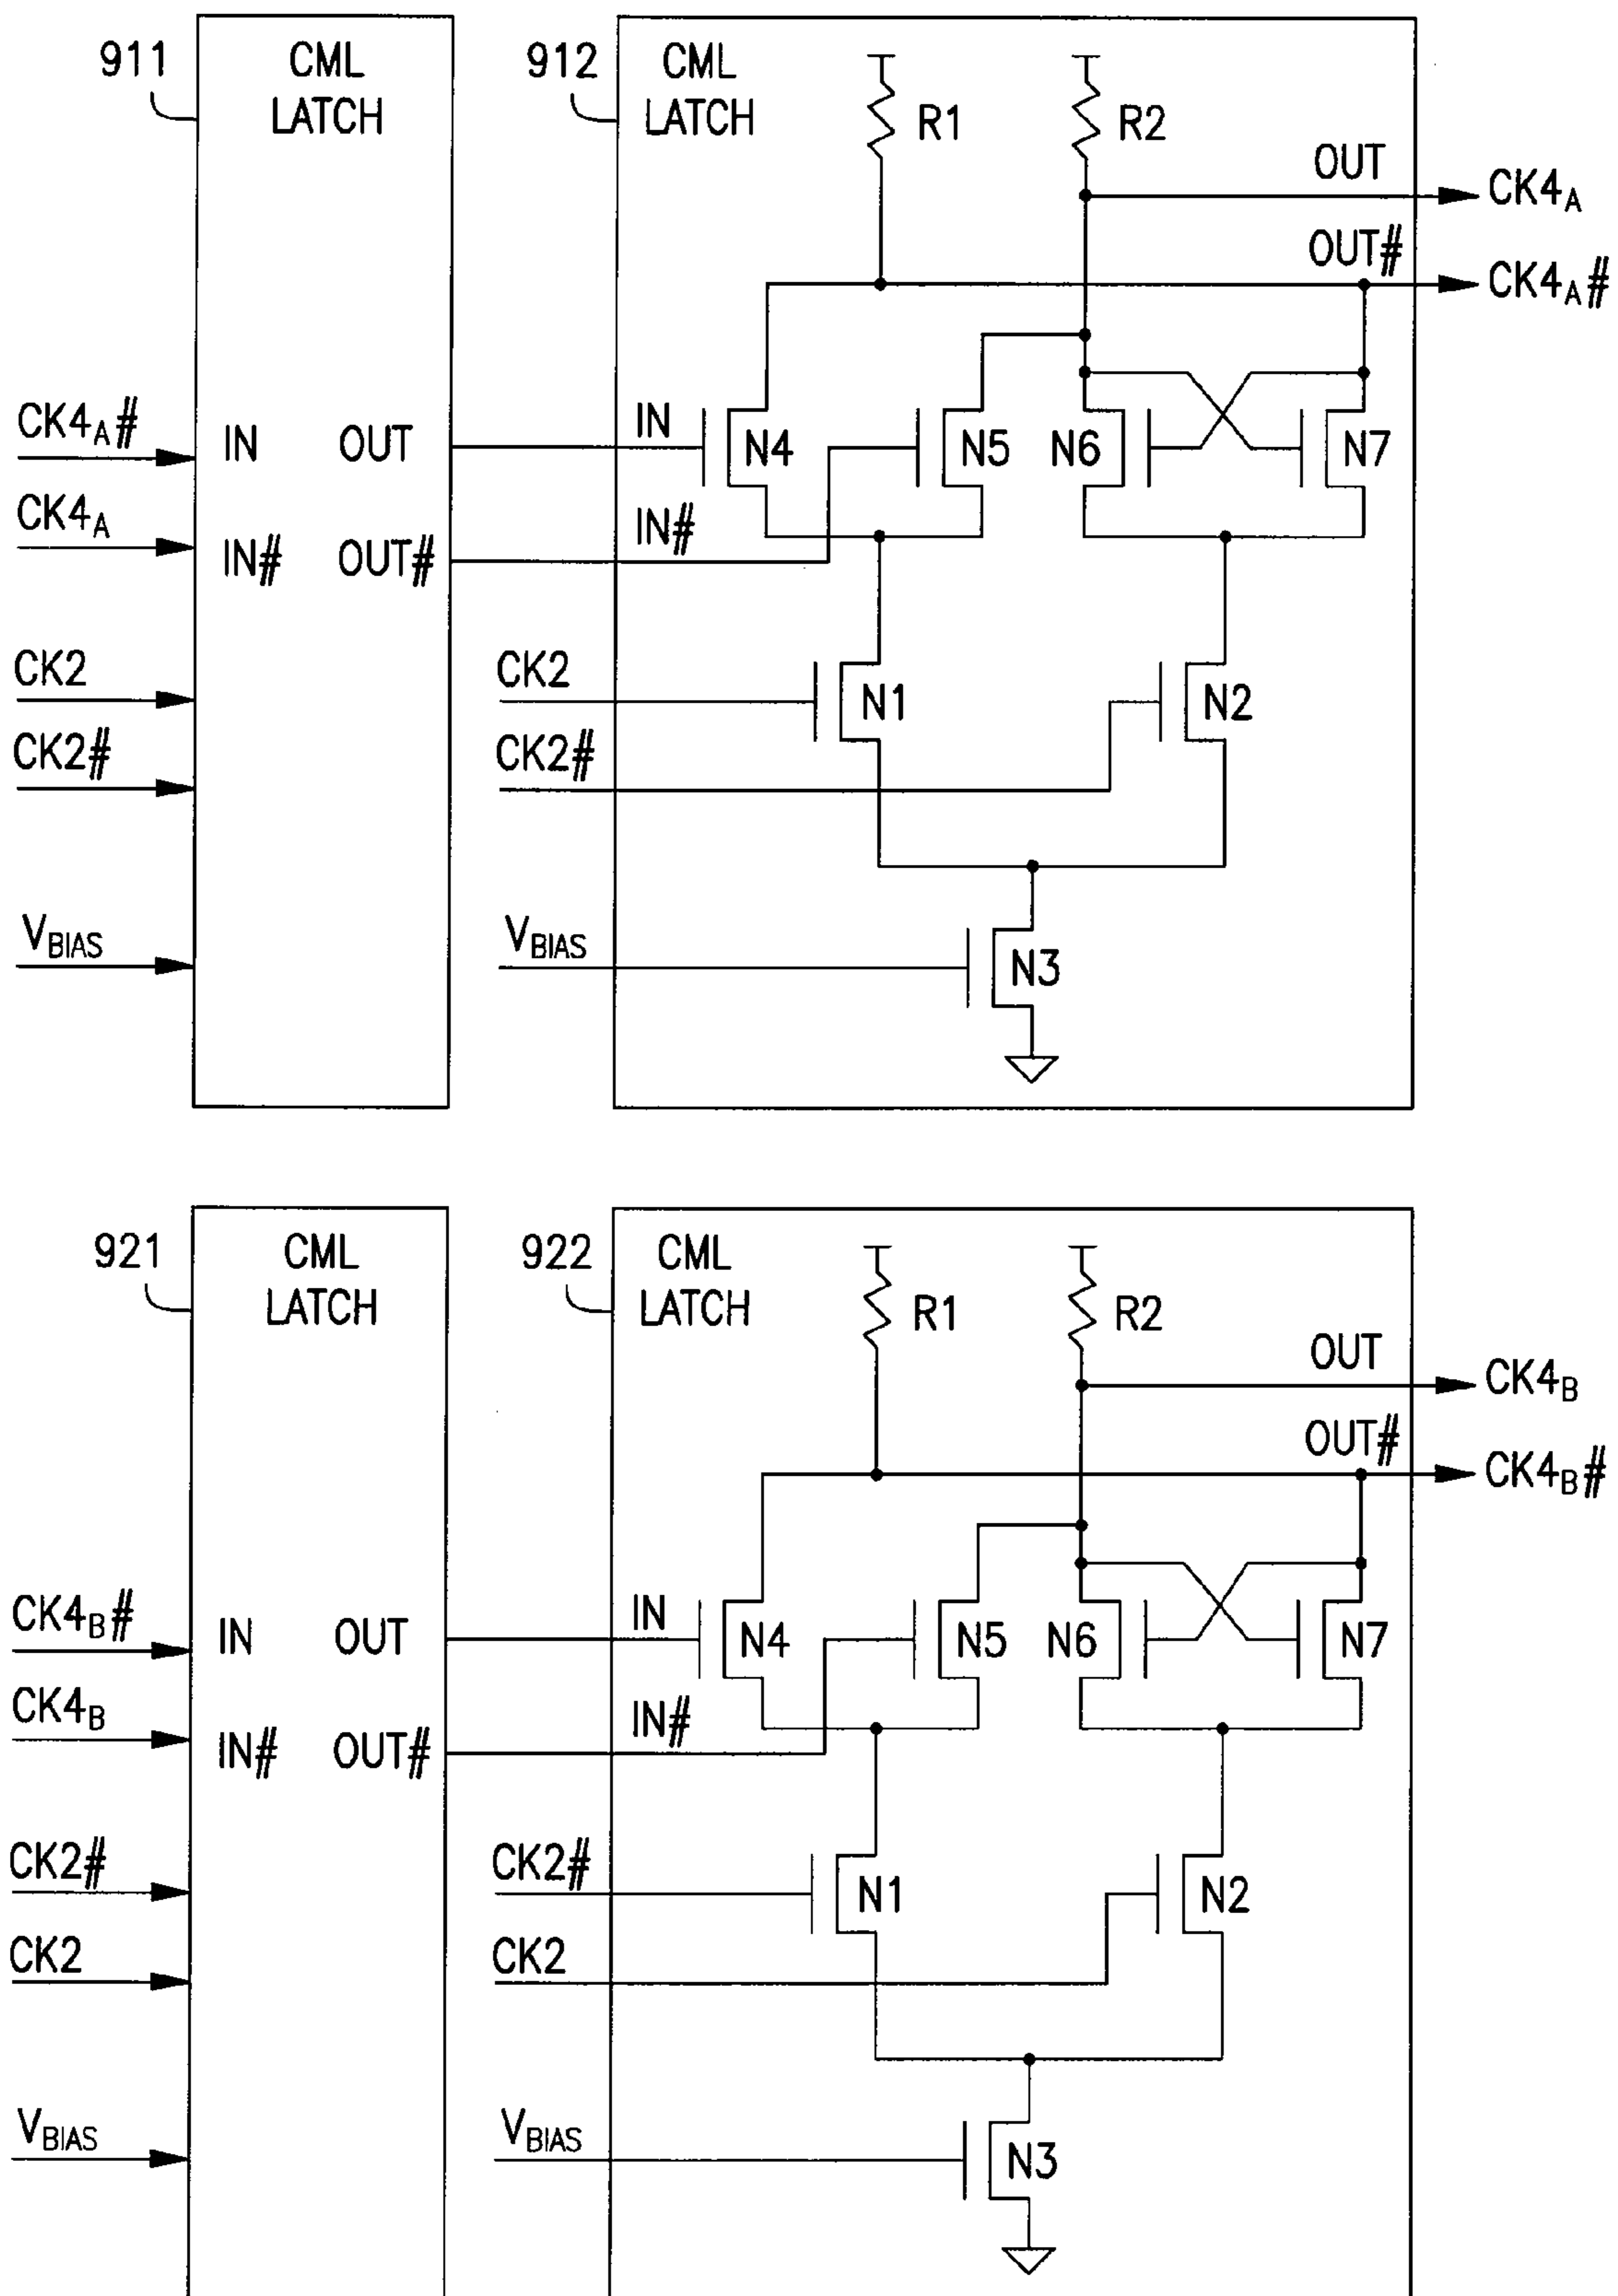 911
CML
LATCH
912
CML
LATCH
R1
R2
OUT
CK4A
OUT#
CK4A#
CK4A#
IN
OUT
IN
N4
N5
N6
N7
CK4A
IN#
OUT#
IN#
CK2
CK2
N1
N2
CK2#
CK2#
VBIAS
VBIAS
N3
921
CML
LATCH
922
CML
LATCH
R1
R2
OUT
CK4B
OUT#
CK4B#
CK4B#
IN
OUT
IN
N4
N5
N6
N7
CK4B
IN#
OUT#
IN#
CK2#
CK2#
N1
N2
CK2
CK2
VBIAS
VBIAS
N3